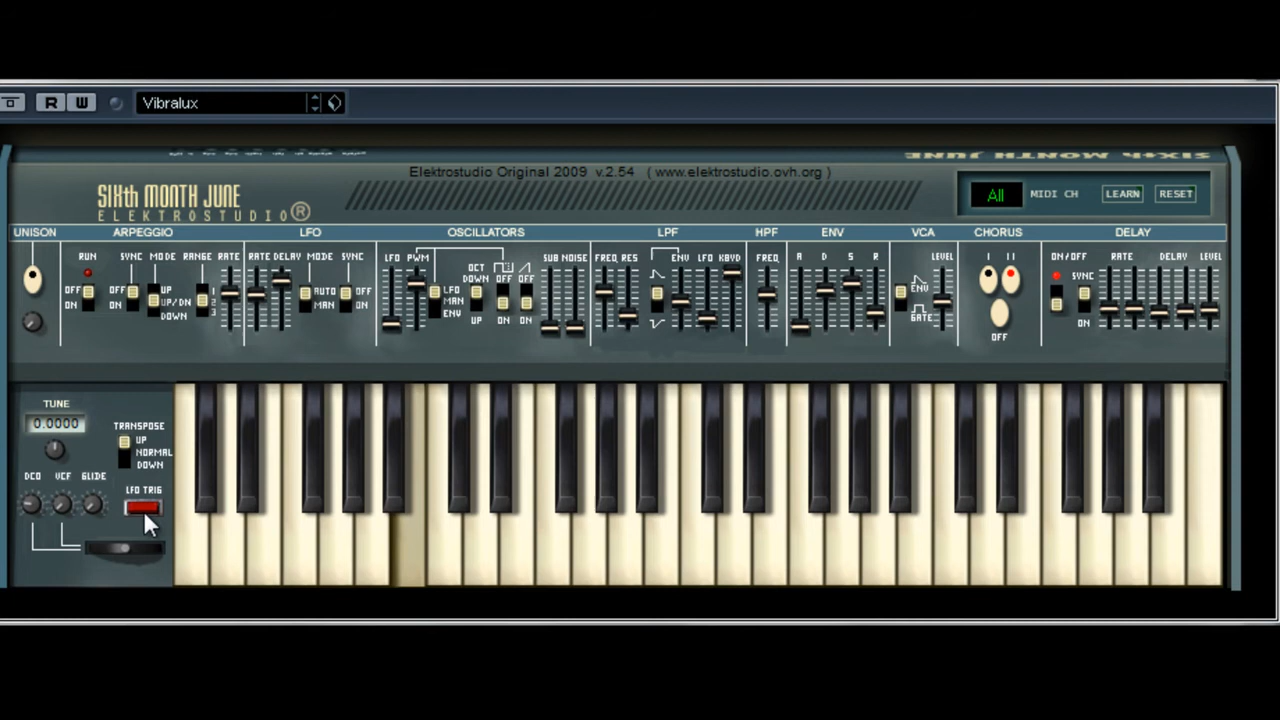 R W Vibralux
SIXTH MONTH JUNE
Elektrostudio Original 2009 v.2.54 ( www.elektrostudio.ovh.org )
SIXth MONTH JUNE
ELEKTROSTUDIO ®
All MIDI CH LEARN RESET
UNISON ARPEGGIO LFO OSCILLATORS LPF HPF ENV VCA CHORUS DELAY
RUN SYNC MODE RANGE RATE RATE DELAY MODE SYNC LFO PWM SUB NOISE FREQ RES ENV LFO KBYD FREQ A D S R LEVEL I II ON/OFF RATE DELAY LEVEL
OCT OFF OFF
DOWN
SYNC
OFF OFF UP 1 AUTO OFF LFO ENV
ON ON UP/DN 2 MAN ON MAN
DOWN 3 ENV
UP ON ON GATE ON
OFF
TUNE
0.0000
TRANSPOSE
UP
NORMAL
DOWN
DCO VCF GLIDE
LFO TRIG